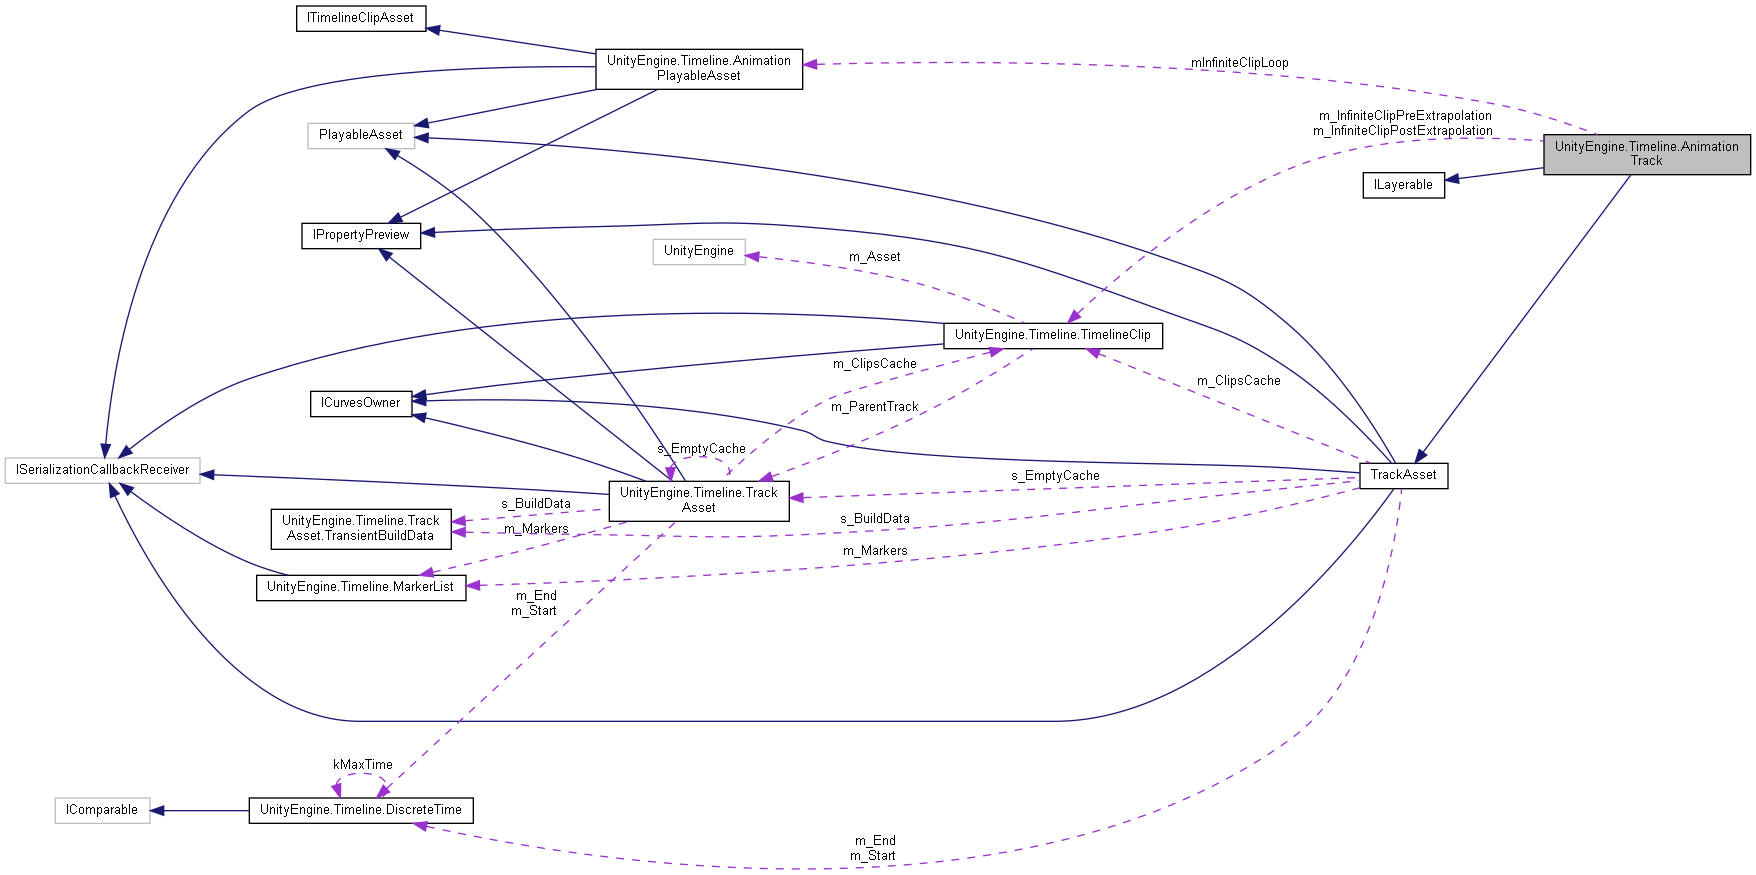 ITimelineClipAsset
UnityEngine.Timeline.Animation
PlayableAsset
mInfiniteClipLoop
m_InfiniteClipPreExtrapolation
m_InfiniteClipPostExtrapolation
PlayableAsset
UnityEngine.Timeline.Animation
Track
ILayerable
IPropertyPreview
UnityEngine
m_Asset
UnityEngine.Timeline.TimelineClip
m_ClipsCache
m_ClipsCache
ICurvesOwner
m_ParentTrack
s_EmptyCache
ISerializationCallbackReceiver
s_EmptyCache
TrackAsset
UnityEngine.Timeline.Track
Asset
s_BuildData
UnityEngine.Timeline.Track
Asset.TransientBuildData
m_Markers
s_BuildData
m_Markers
UnityEngine.Timeline.MarkerList
m_End
m_Start
kMaxTime
IComparable
UnityEngine.Timeline.DiscreteTime
m_End
m_Start